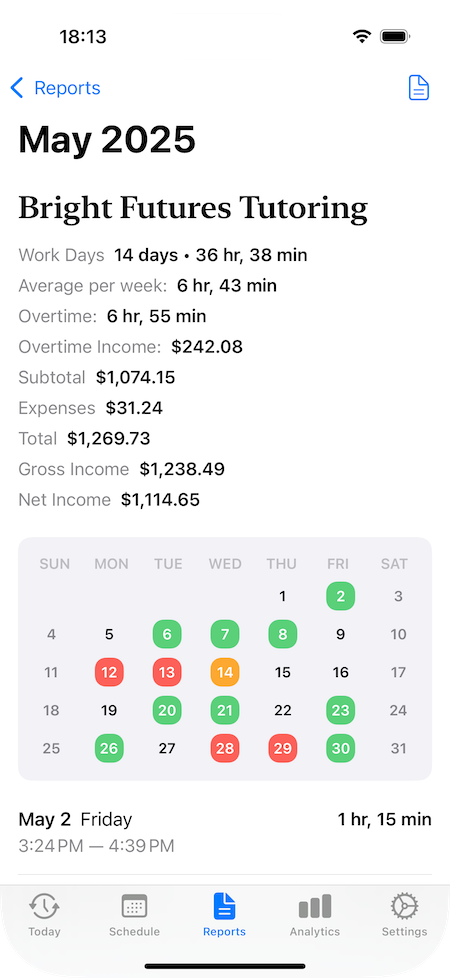 18:13
Reports
May 2025
Bright Futures Tutoring
Work Days 14 days • 36 hr, 38 min
Average per week: 6 hr, 43 min
Overtime: 6 hr, 55 min
Overtime Income: $242.08
Subtotal $1,074.15
Expenses $31.24
Total $1,269.73
Gross Income $1,238.49
Net Income $1,114.65
SUN MON TUE WED THU FRI SAT
1 2 3
4 5 6 7 8 9 10
11 12 13 14 15 16 17
18 19 20 21 22 23 24
25 26 27 28 29 30 31
May 2 Friday 1 hr, 15 min
3:24 PM — 4:39 PM
Today Schedule Reports Analytics Settings